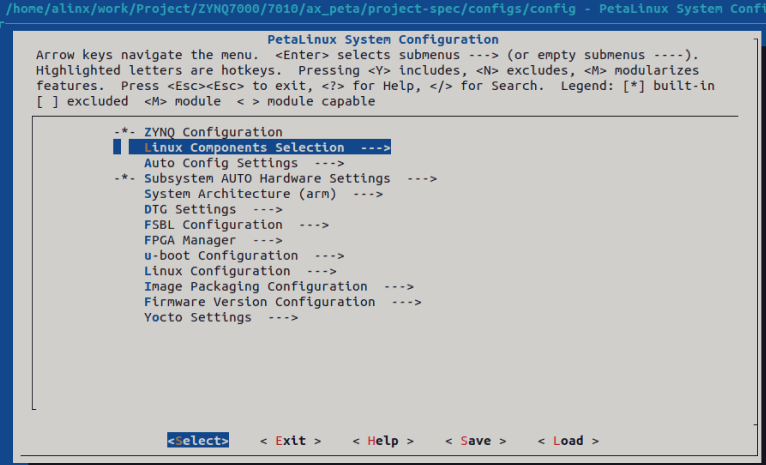 /home/alinx/work/Project/ZYNQ7000/7010/ax_peta/project-spec/configs/config - PetaLinux System Confi
PetaLinux System Configuration
Arrow keys navigate the menu.  <Enter> selects submenus ---> (or empty submenus ----).
Highlighted letters are hotkeys.  Pressing <Y> includes, <N> excludes, <M> modularizes
features.  Press <Esc><Esc> to exit, <?> for Help, </> for Search.  Legend: [*] built-in
[ ] excluded  <M> module  < > module capable
-*- ZYNQ Configuration
Linux Components Selection  --->
Auto Config Settings  --->
-*- Subsystem AUTO Hardware Settings  --->
System Architecture (arm)  --->
DTG Settings  --->
FSBL Configuration  --->
FPGA Manager  --->
u-boot Configuration  --->
Linux Configuration  --->
Image Packaging Configuration  --->
Firmware Version Configuration  --->
Yocto Settings  --->
<Select>    < Exit >    < Help >    < Save >    < Load >